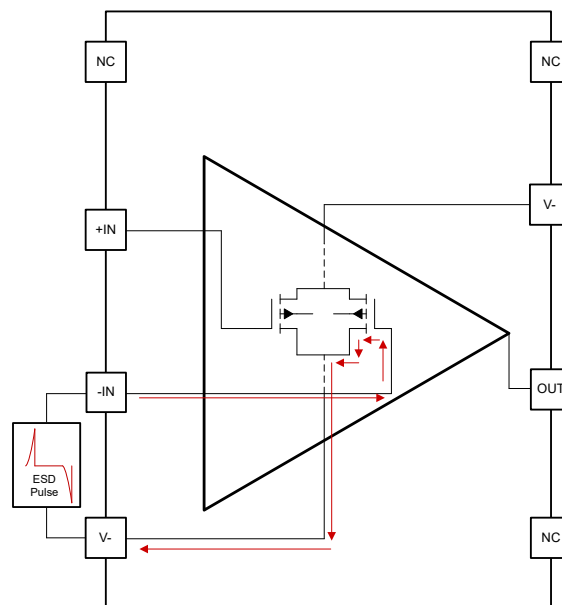 NC
NC
V-
+IN
-IN
OUT
ESD
Pulse
V-
NC